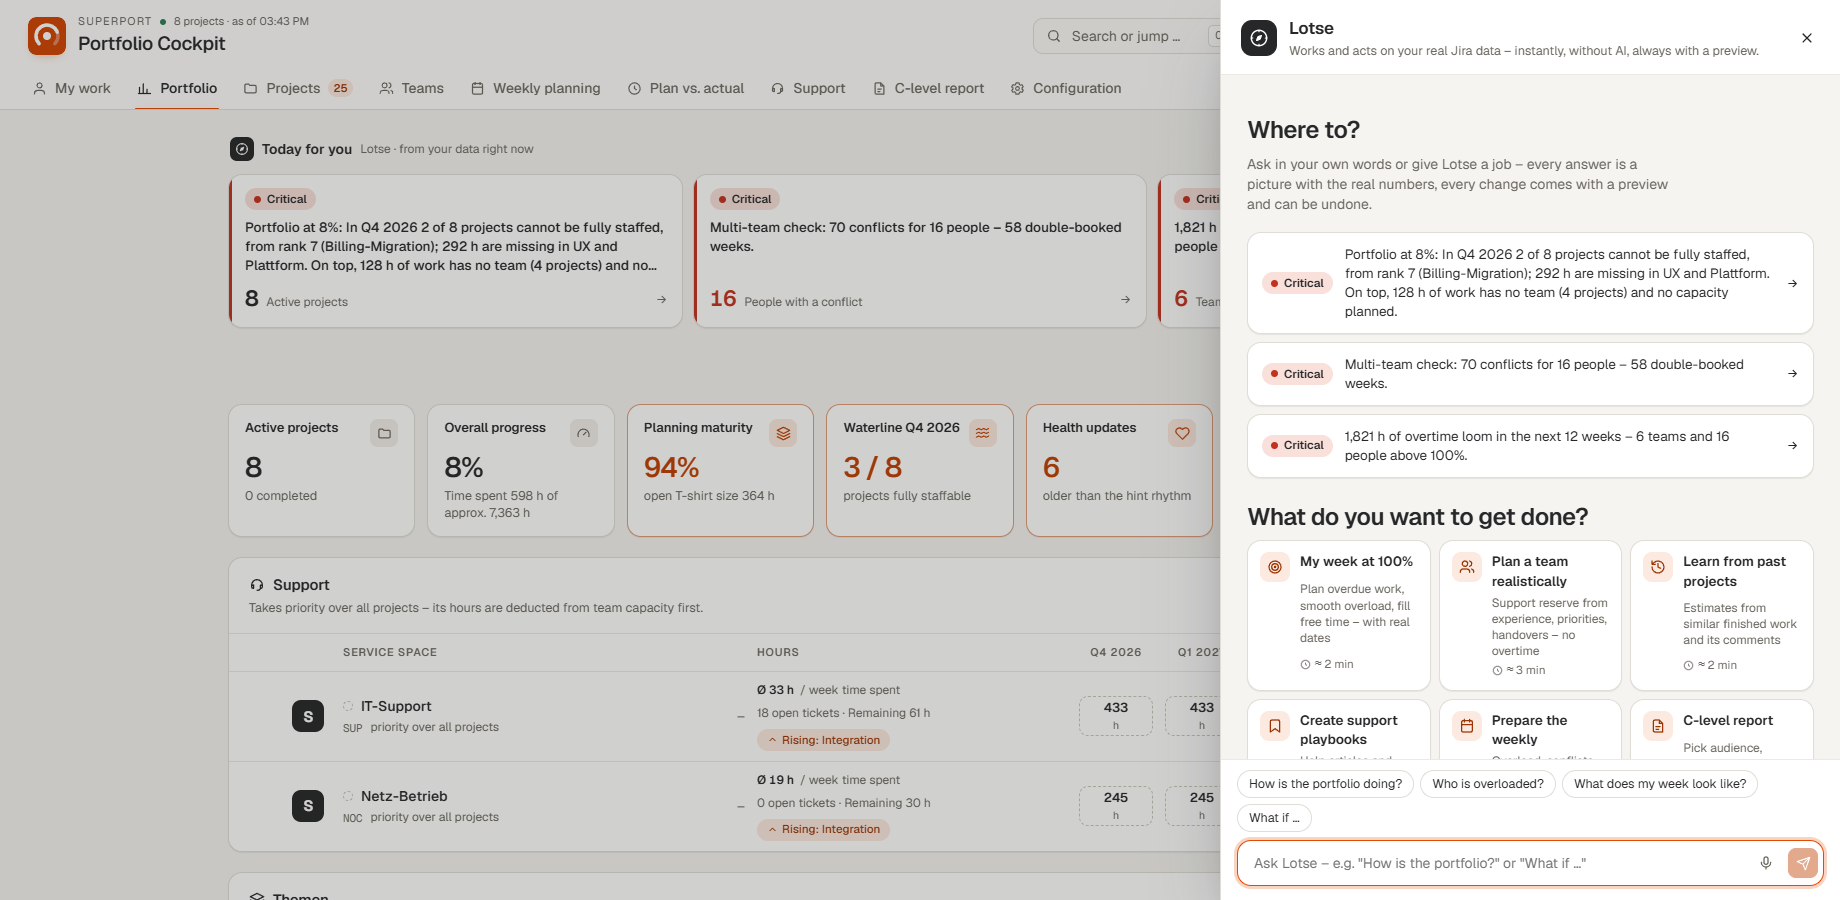 SUPERPORT
8 projects · as of 03:43 PM
Portfolio Cockpit
Search or jump ...
My work
Portfolio
Projects 25
Teams
Weekly planning
Plan vs. actual
Support
C-level report
Configuration
Today for you Lotse · from your data right now
Critical
Portfolio at 8%: In Q4 2026 2 of 8 projects cannot be fully staffed,
from rank 7 (Billing-Migration); 292 h are missing in UX and
Plattform. On top, 128 h of work has no team (4 projects) and no...
8 Active projects
Critical
Multi-team check: 70 conflicts for 16 people – 58 double-booked
weeks.
16 People with a conflict
1,821 h
people
6
Active projects
8
0 completed
Overall progress
8%
Time spent 598 h of
approx. 7,363 h
Planning maturity
94%
open T-shirt size 364 h
Waterline Q4 2026
3 / 8
projects fully staffable
Health updates
6
older than the hint rhythm
Support
Takes priority over all projects – its hours are deducted from team capacity first.
SERVICE SPACE
HOURS
Q4 2026
S
IT-Support
SUP priority over all projects
–
Ø 33 h / week time spent
18 open tickets · Remaining 61 h
Rising: Integration
433
h
433
h
S
Netz-Betrieb
NOC priority over all projects
–
Ø 19 h / week time spent
0 open tickets · Remaining 30 h
Rising: Integration
245
h
245
h
Themen
Lotse
Works and acts on your real Jira data – instantly, without AI, always with a preview.
Where to?
Ask in your own words or give Lotse a job – every answer is a
picture with the real numbers, every change comes with a preview
and can be undone.
Critical
Portfolio at 8%: In Q4 2026 2 of 8 projects cannot be fully staffed,
from rank 7 (Billing-Migration); 292 h are missing in UX and Plattform.
On top, 128 h of work has no team (4 projects) and no capacity
planned.
Critical
Multi-team check: 70 conflicts for 16 people – 58 double-booked
weeks.
Critical
1,821 h of overtime loom in the next 12 weeks – 6 teams and 16
people above 100%.
What do you want to get done?
My week at 100%
Plan overdue work,
smooth overload, fill
free time – with real
dates
≈ 2 min
Plan a team
realistically
Support reserve from
experience, priorities,
handovers – no
overtime
≈ 3 min
Learn from past
projects
Estimates from
similar finished work
and its comments
≈ 2 min
Create support
playbooks
Prepare the
weekly
C-level report
Pick audience,
How is the portfolio doing?
Who is overloaded?
What does my week look like?
What if ...
Ask Lotse – e.g. "How is the portfolio?" or "What if ..."